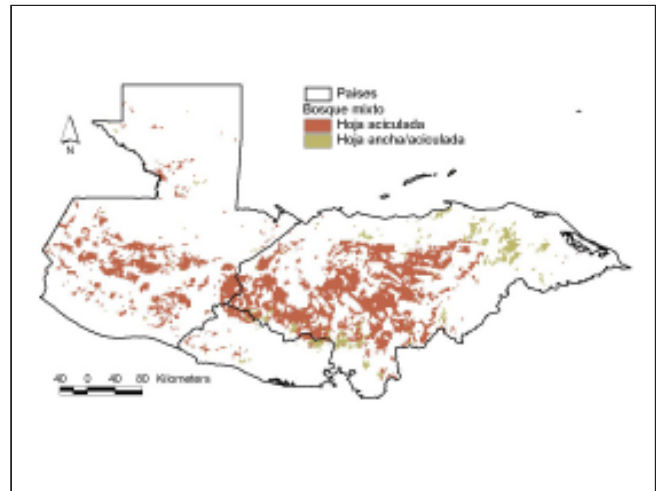 Paises
Bosque mixto
Hoja aciculada
Hoja ancha/aciculada
N
40 0 40 80 Kilometers